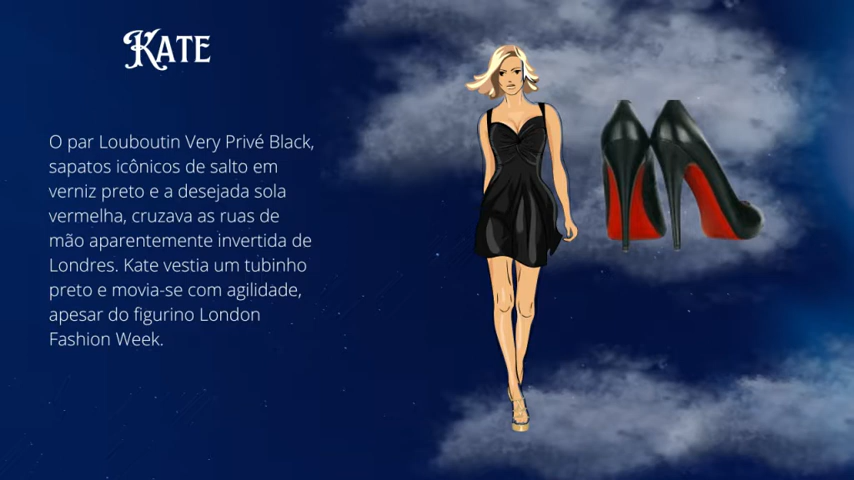 KATE
O par Louboutin Very Privé Black,
sapatos icônicos de salto em
verniz preto e a desejada sola
vermelha, cruzava as ruas de
mão aparentemente invertida de
Londres. Kate vestia um tubinho
preto e movia-se com agilidade,
apesar do figurino London
Fashion Week.